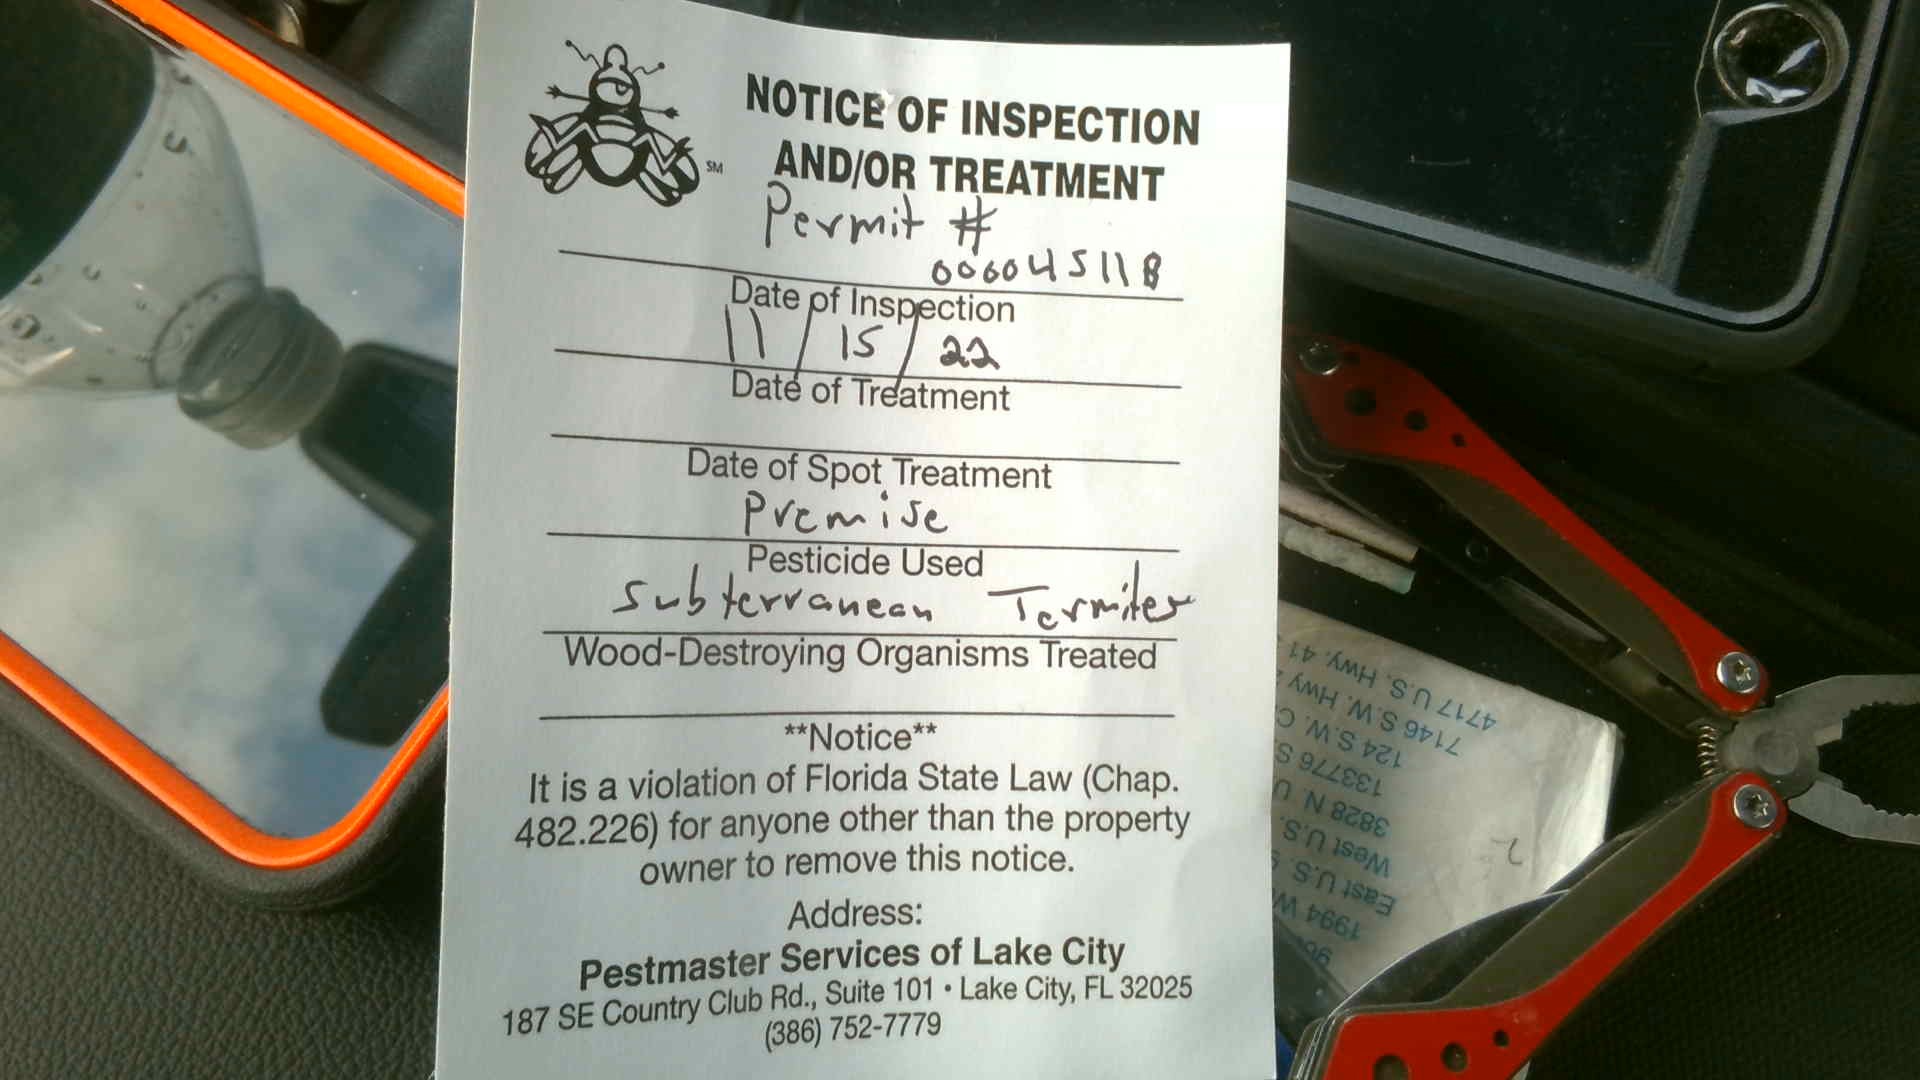 NOTICE OF INSPECTION
AND/OR TREATMENT
SM
Permit #
000045118
Date of Inspection
11/15/22
Date of Treatment
Date of Spot Treatment
Premise
Pesticide Used
Subterranean Termites
Wood-Destroying Organisms Treated
**Notice**
It is a violation of Florida State Law (Chap.
482.226) for anyone other than the property
owner to remove this notice.
Address:
Pestmaster Services of Lake City
187 SE Country Club Rd., Suite 101 • Lake City, FL 32025
(386) 752-7779
4717 U.S. Hwy. 41
7146 S.W. Hwy
124 S.W. C
133776 S
3828 N. U
West U.S.
East U.S.
1994 W